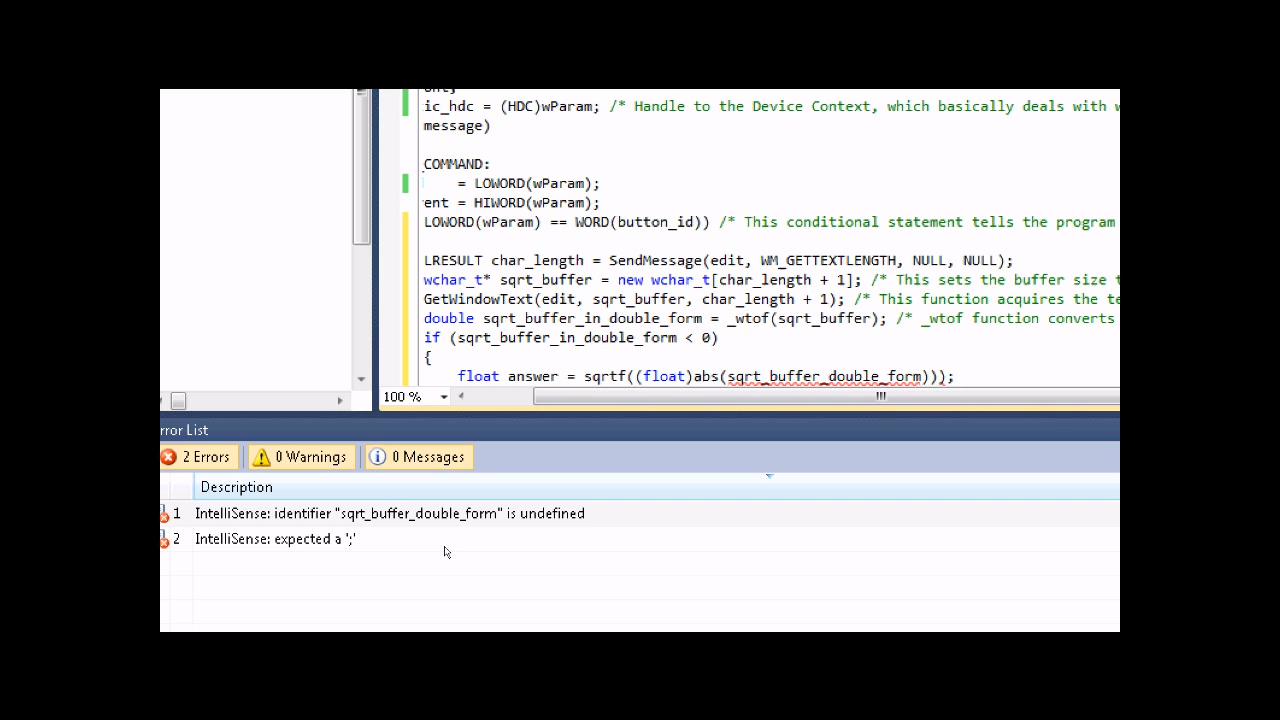 ic_hdc = (HDC)wParam; /* Handle to the Device Context, which basically deals with
message)
COMMAND:
= LOWORD(wParam);
ent = HIWORD(wParam);
LOWORD(wParam) == WORD(button_id)) /* This conditional statement tells the program
LRESULT char_length = SendMessage(edit, WM_GETTEXTLENGTH, NULL, NULL);
wchar_t* sqrt_buffer = new wchar_t[char_length + 1]; /* This sets the buffer size
GetWindowText(edit, sqrt_buffer, char_length + 1); /* This function acquires the te
double sqrt_buffer_in_double_form = _wtof(sqrt_buffer); /* _wtof function converts
if (sqrt_buffer_in_double_form < 0)
{
float answer = sqrtf((float)abs(sqrt_buffer_double_form)));
100 %
rror List
2 Errors
0 Warnings
0 Messages
Description
1 IntelliSense: identifier "sqrt_buffer_double_form" is undefined
2 IntelliSense: expected a ';'